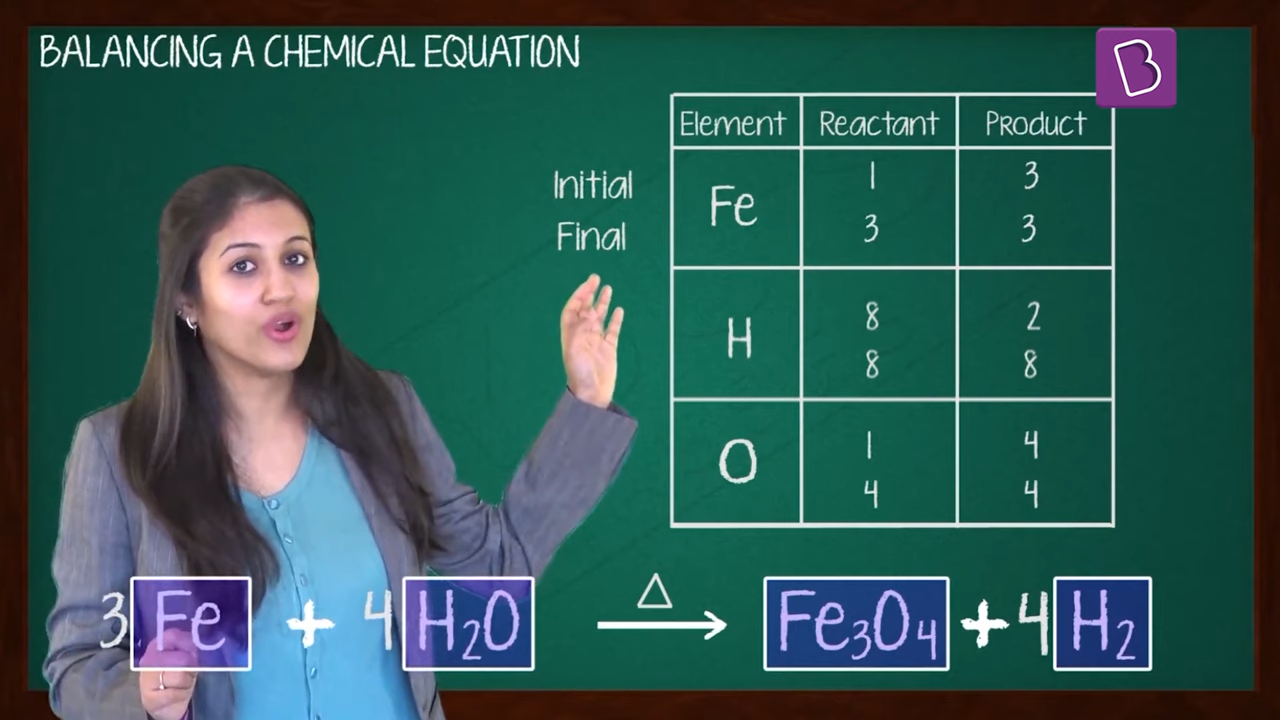 BALANCING A CHEMICAL EQUATION
B
Element Reactant Product
Initial
Final
Fe
1 3
3 3
H
8 2
8 8
O
1 4
4 4
3 Fe + 4 H₂O △ → Fe₃O₄ + 4 H₂